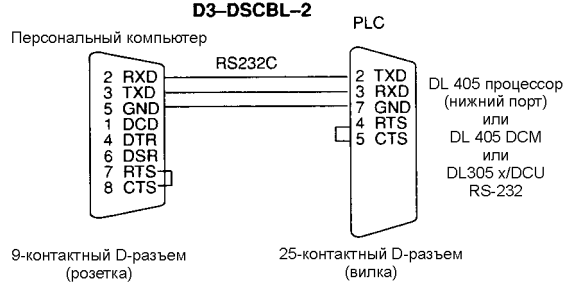 D3–DSCBL–2
PLC
Персональный компьютер
RS232C
2 RXD
3 TXD
5 GND
1 DCD
4 DTR
6 DSR
7 RTS
8 CTS
2 TXD
3 RXD
7 GND
4 RTS
5 CTS
DL 405 процессор
(нижний порт)
или
DL 405 DCM
или
DL305 x/DCU
RS-232
9-контактный D-разъем
(розетка)
25-контактный D-разъем
(вилка)